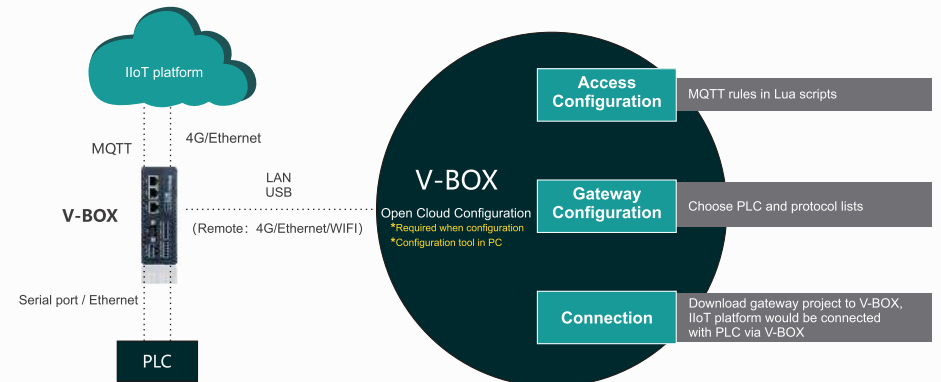 IIoT platform
MQTT
4G/Ethernet
V-BOX
LAN
USB
(Remote: 4G/Ethernet/WIFI)
Serial port / Ethernet
PLC
V-BOX
Open Cloud Configuration
*Required when configuration
*Configuration tool in PC
Access
Configuration
MQTT rules in Lua scripts
Gateway
Configuration
Choose PLC and protocol lists
Connection
Download gateway project to V-BOX,
IIoT platform would be connected
with PLC via V-BOX